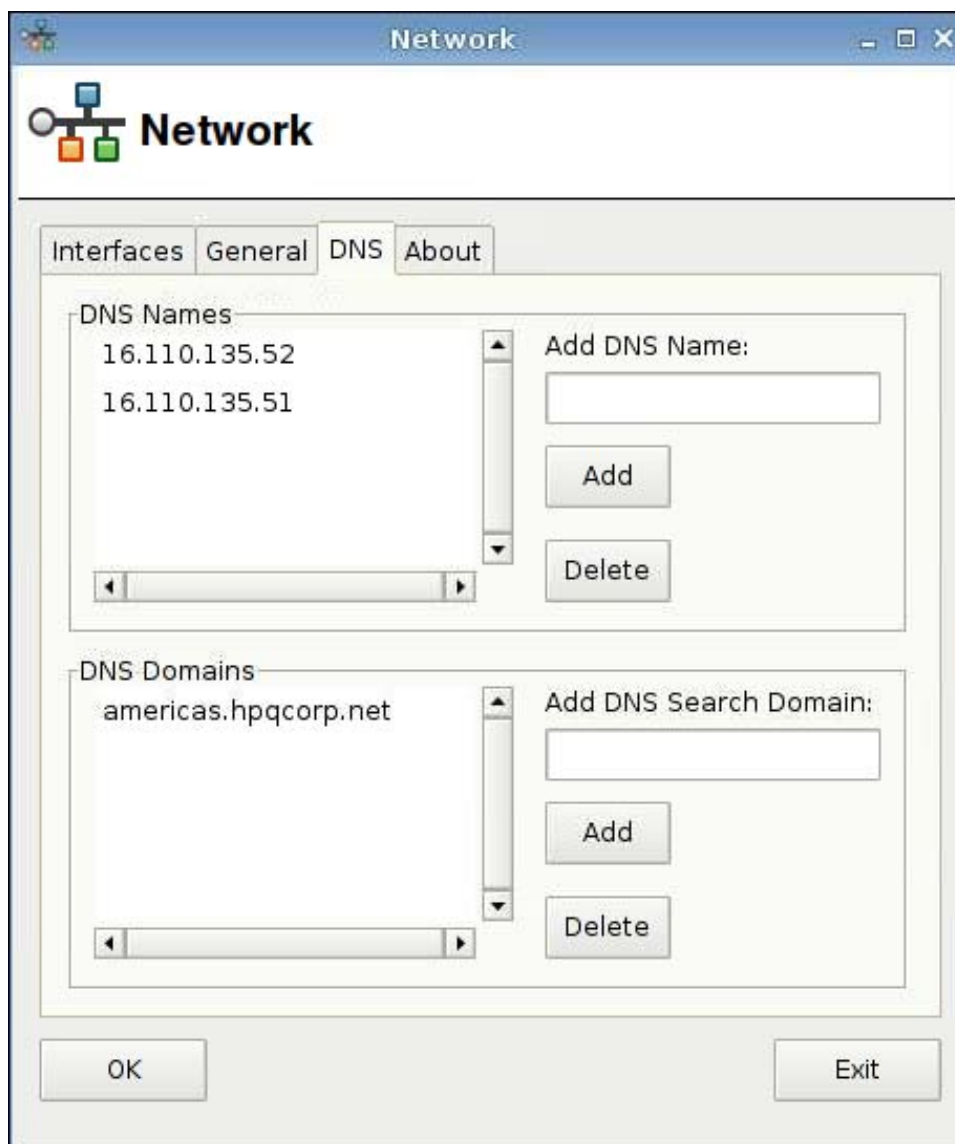 Network
Network
Interfaces General DNS About
DNS Names
16.110.135.52
16.110.135.51
Add DNS Name:
Add
Delete
DNS Domains
americas.hpqcorp.net
Add DNS Search Domain:
Add
Delete
OK
Exit